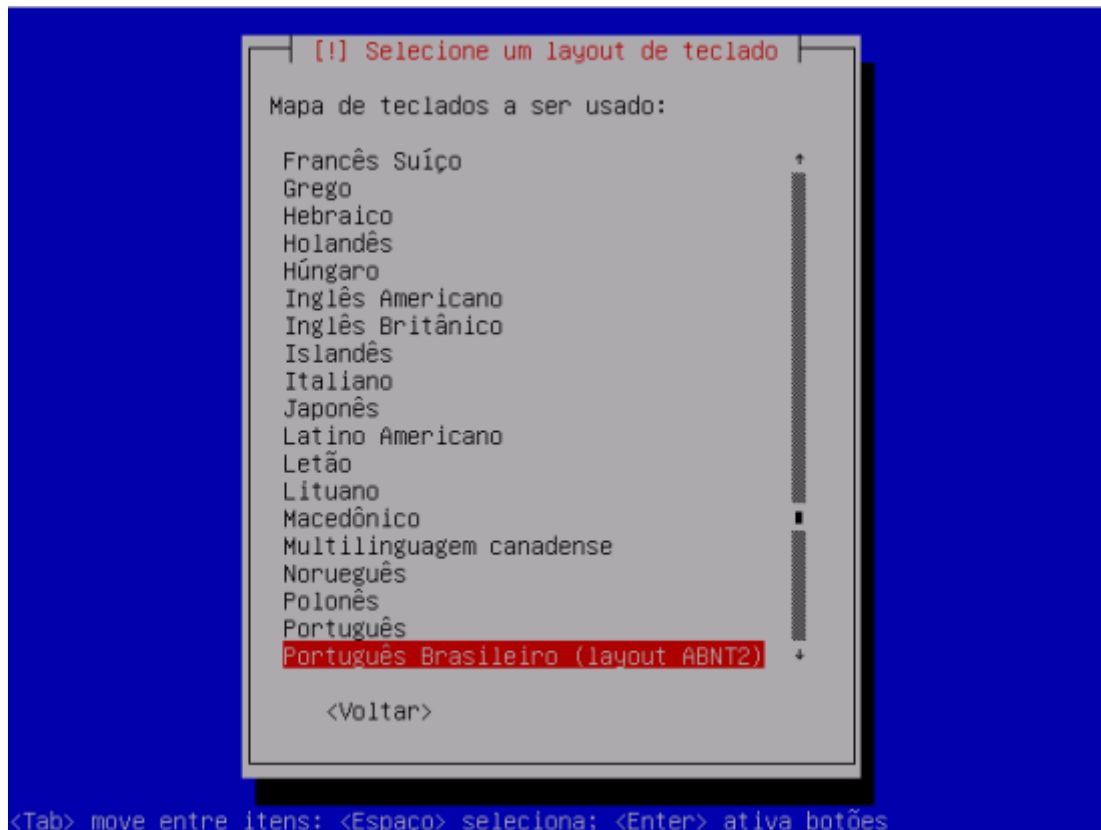 [!] Selecione um layout de teclado
Mapa de teclados a ser usado:
Francês Suíço
Grego
Hebraico
Holandês
Húngaro
Inglês Americano
Inglês Britânico
Islandês
Italiano
Japonês
Latino Americano
Letão
Lituano
Macedônico
Multilinguagem canadense
Norueguês
Polonês
Português
Português Brasileiro (layout ABNT2)
<Voltar>
<Tab> move entre itens; <Espaço> seleciona; <Enter> ativa botões